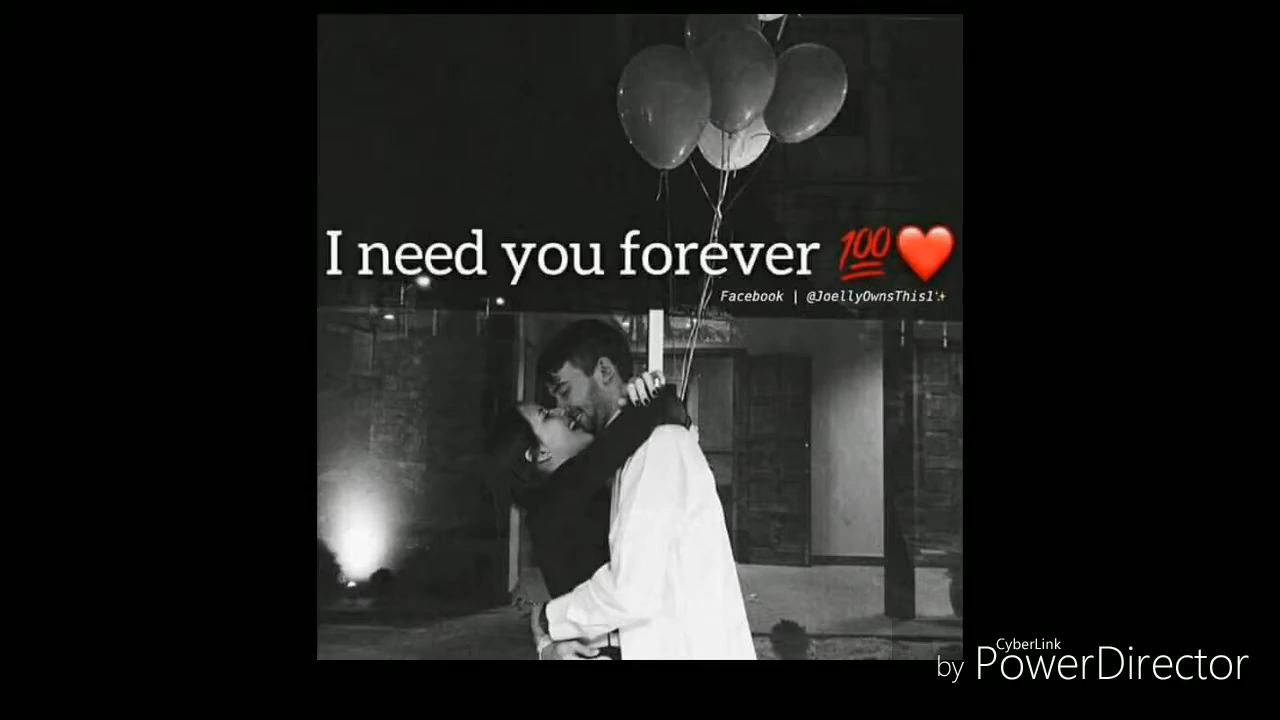 I need you forever 💯❤️
Facebook | @JoellyOwnsThis1✨
CyberLink
by PowerDirector